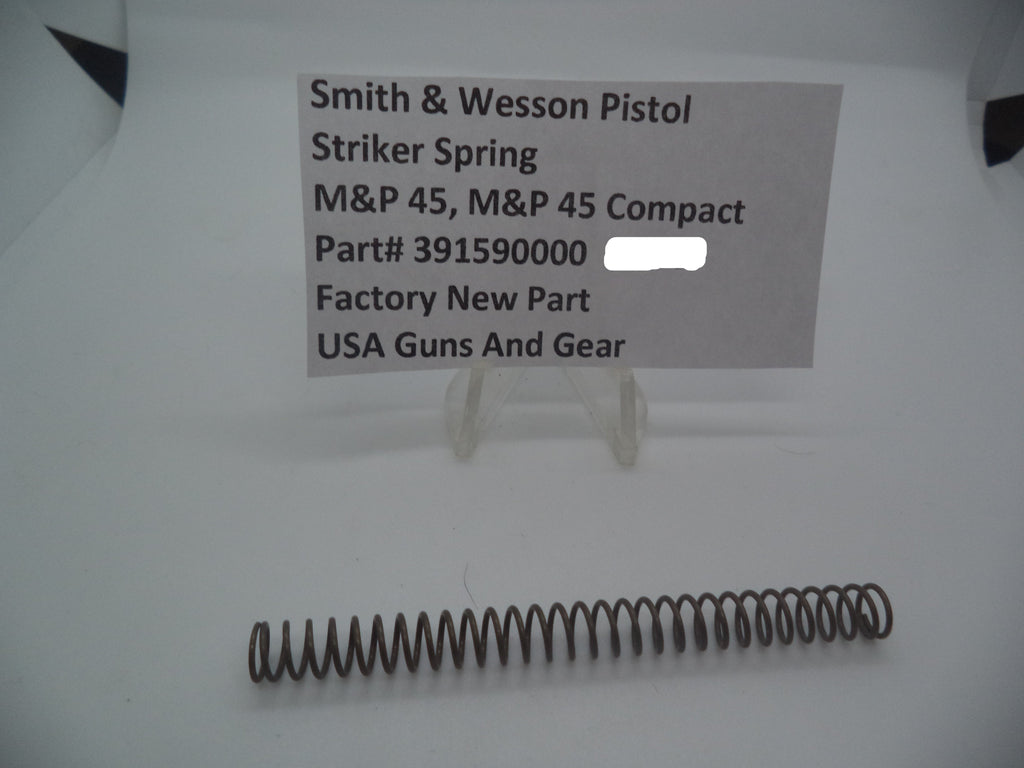 Smith & Wesson Pistol
Striker Spring
M&P 45, M&P 45 Compact
Part# 391590000
Factory New Part
USA Guns And Gear